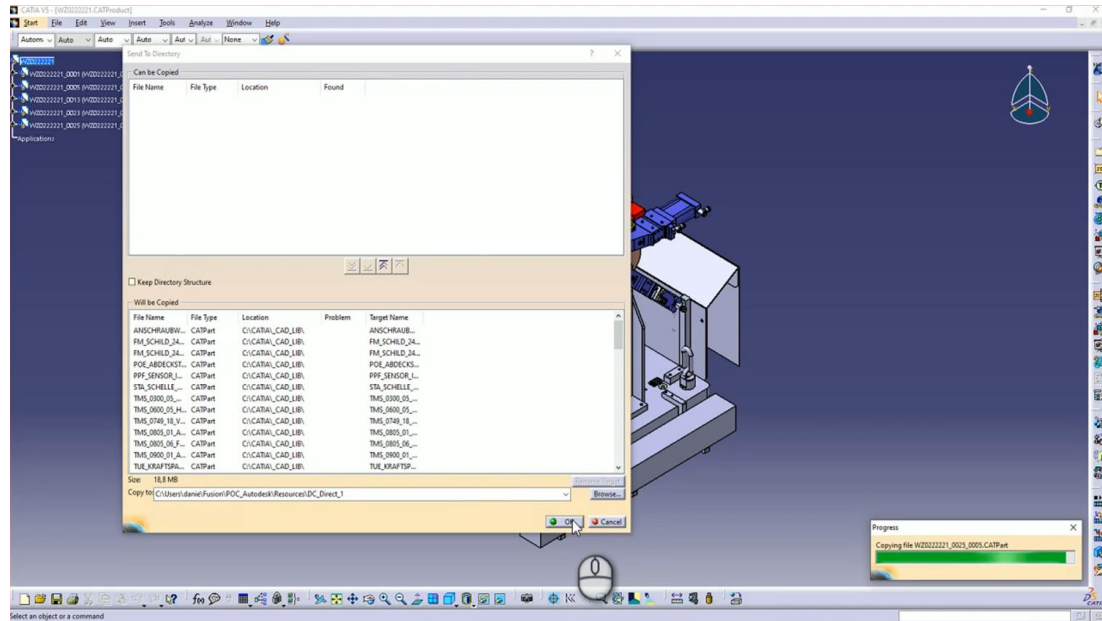 CATIA V5 - [WZ0222221.CATProduct]
Start File Edit View Insert Tools Analyze Window Help
Autom. Auto Auto Auto Aut Aut None
Send To Directory
WZ0222221
WZ0222221_0001 (WZ0222221_0
WZ0222221_0005 (WZ0222221_0
WZ0222221_0013 (WZ0222221_0
WZ0222221_0023 (WZ0222221_0
WZ0222221_0025 (WZ0222221_0
Applications
Can be Copied
File Name File Type Location Found
Keep Directory Structure
Will be Copied
File Name File Type Location Problem Target Name
ANSCHRAUBW... CATPart C:\CATIA\_CAD_LIB\ ANSCHRAUB...
FM_SCHILD_24... CATPart C:\CATIA\_CAD_LIB\ FM_SCHILD_24...
FM_SCHILD_24... CATPart C:\CATIA\_CAD_LIB\ FM_SCHILD_24...
POE_ABDECKST... CATPart C:\CATIA\_CAD_LIB\ POE_ABDECKS...
PPF_SENSOR_I... CATPart C:\CATIA\_CAD_LIB\ PPF_SENSOR_I...
STA_SCHELLE_... CATPart C:\CATIA\_CAD_LIB\ STA_SCHELLE_...
TMS_0300_05_... CATPart C:\CATIA\_CAD_LIB\ TMS_0300_05_...
TMS_0600_05_H... CATPart C:\CATIA\_CAD_LIB\ TMS_0600_05_...
TMS_0749_18_V... CATPart C:\CATIA\_CAD_LIB\ TMS_0749_18_...
TMS_0805_01_A... CATPart C:\CATIA\_CAD_LIB\ TMS_0805_01_...
TMS_0805_06_F... CATPart C:\CATIA\_CAD_LIB\ TMS_0805_06_...
TMS_0900_01_A... CATPart C:\CATIA\_CAD_LIB\ TMS_0900_01_...
TUE_KRAFTSPA... CATPart C:\CATIA\_CAD_LIB\ TUE_KRAFTSP...
Size: 18,8 MB
Rename Target
Copy to: C:\Users\danie\Fusion\POC_Autodesk\Resources\DC_Direct_1
Browse...
OK Cancel
Progress
Copying file WZ0222221_0025_0005.CATPart
Select an object or a command